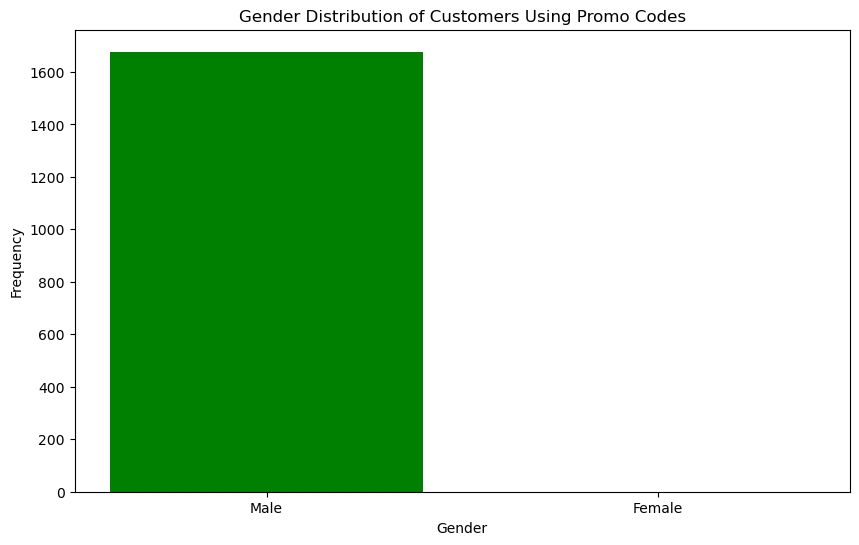 Gender Distribution of Customers Using Promo Codes
1600
1400
1200
1000
800
600
400
200
0
Frequency
Male
Female
Gender